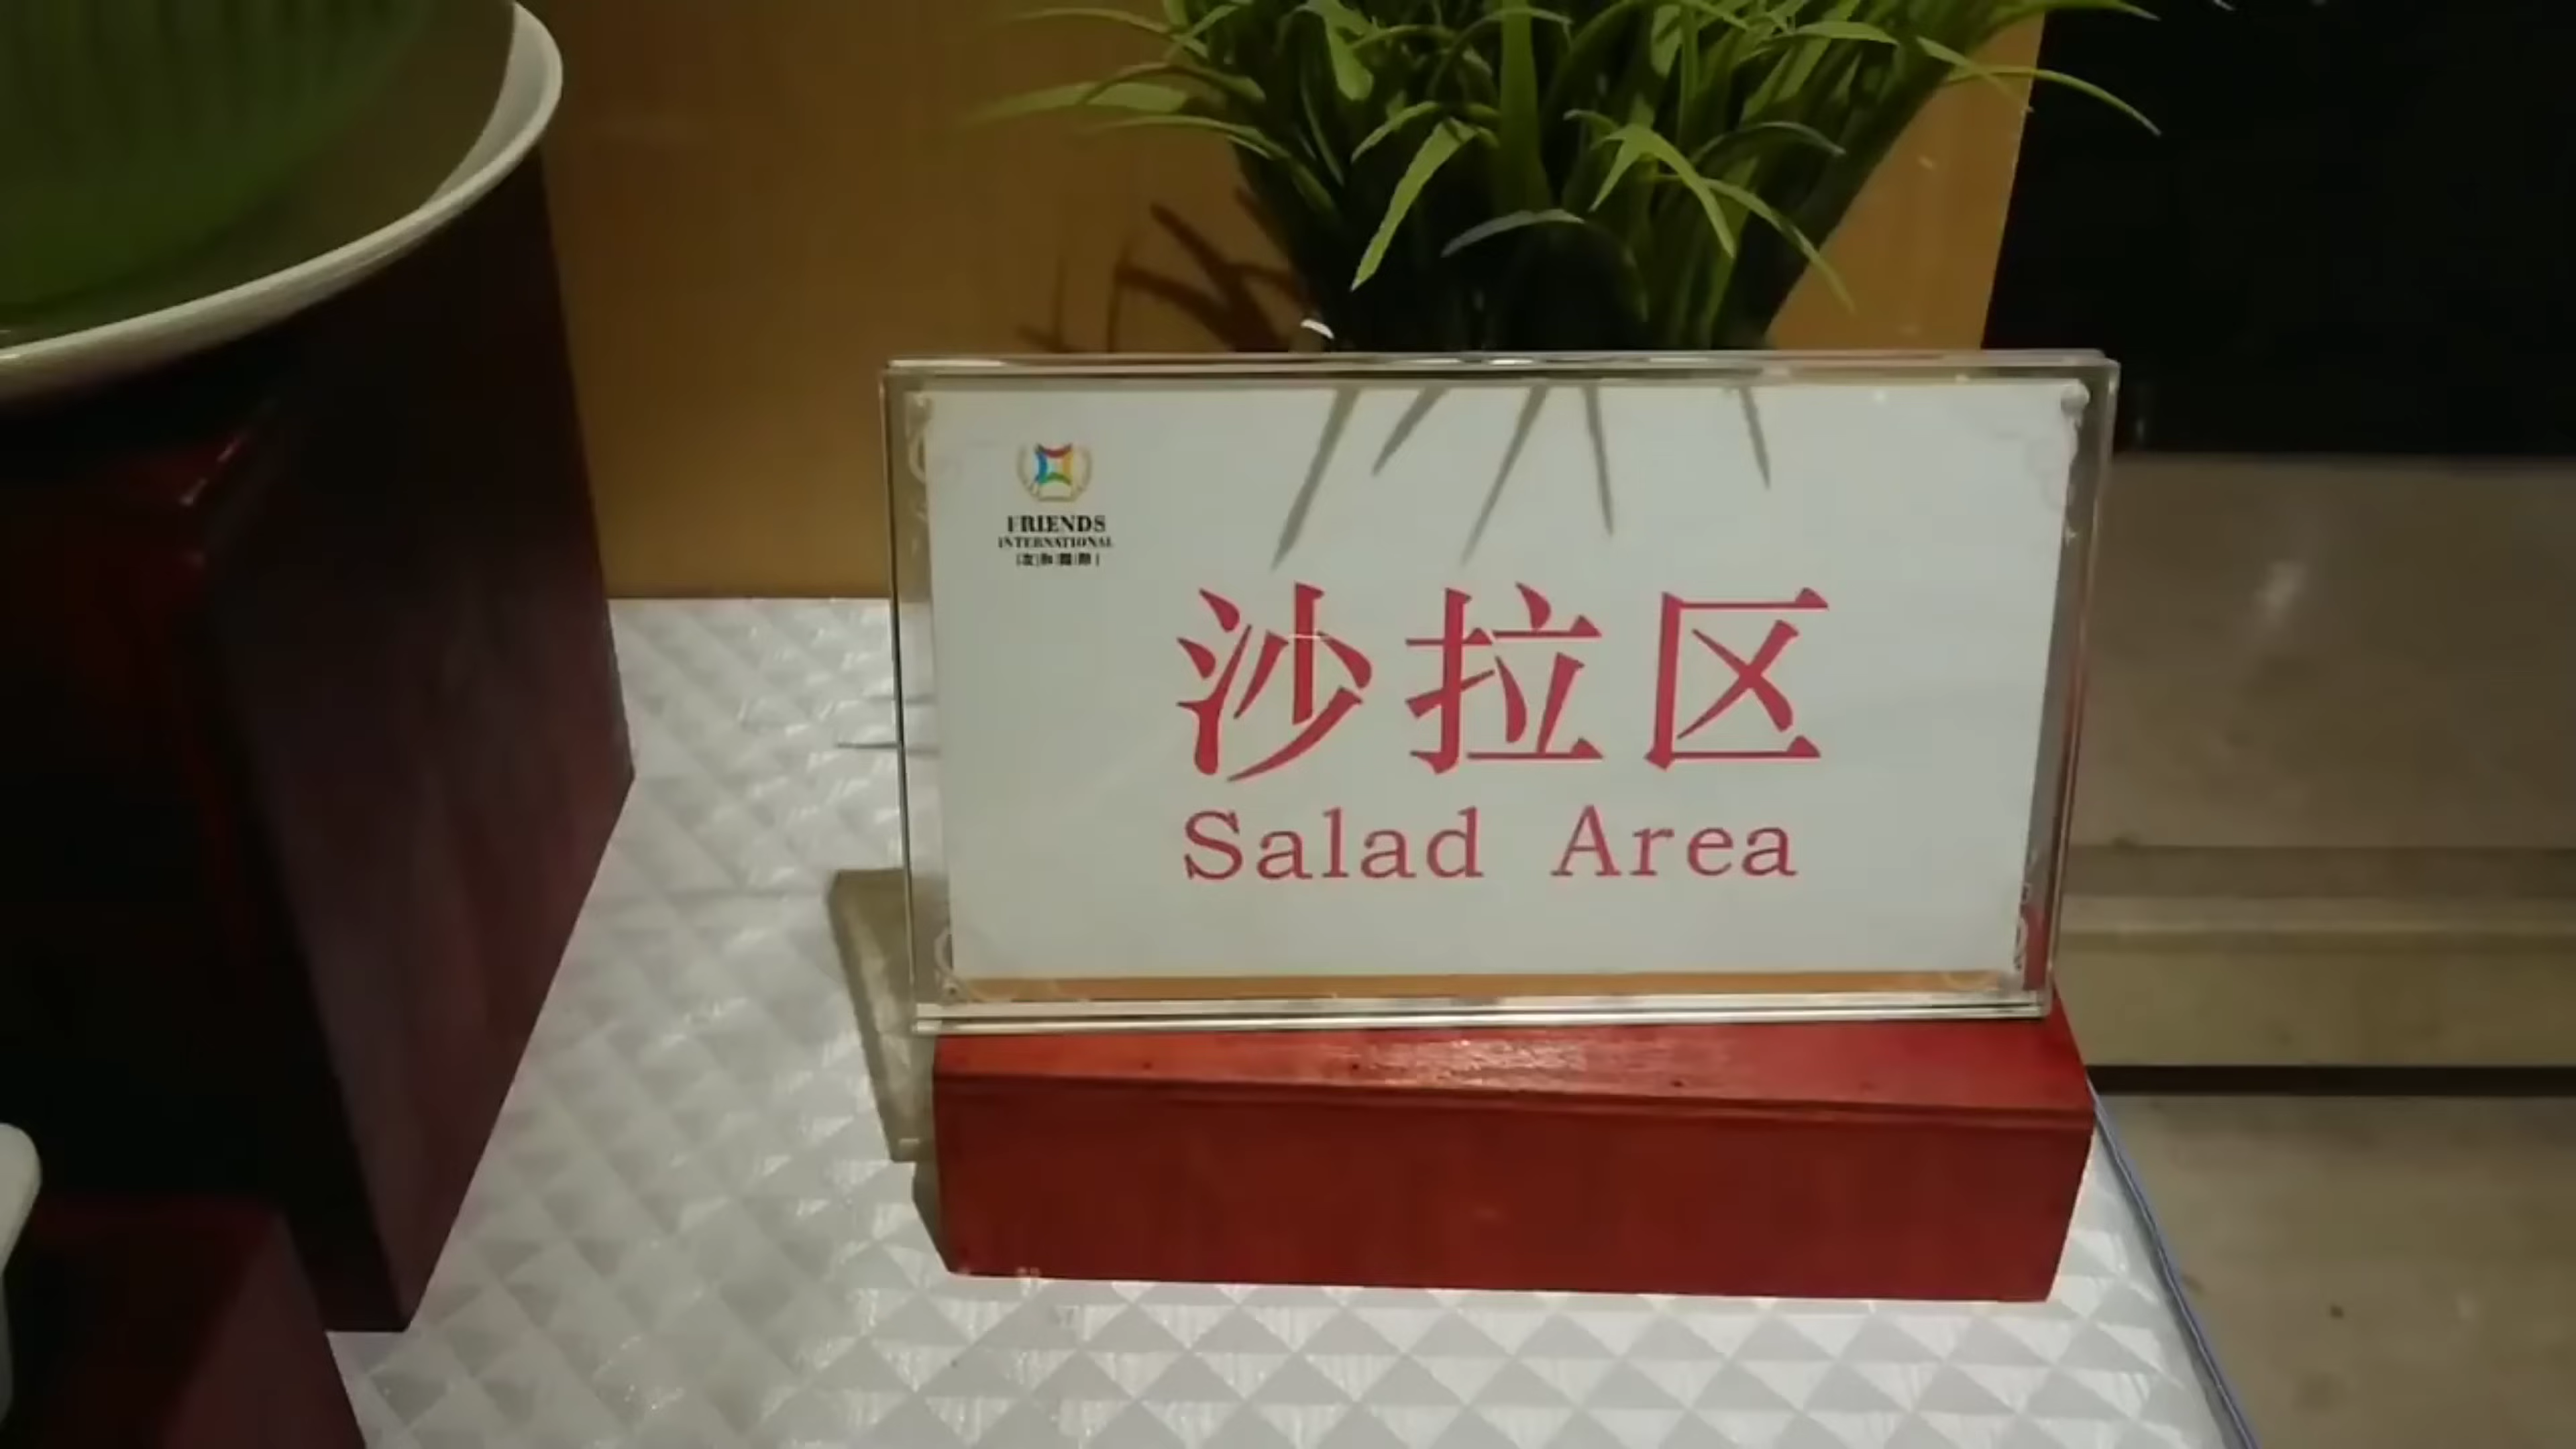 FRIENDS
INTERNATIONAL
沙拉区
Salad Area